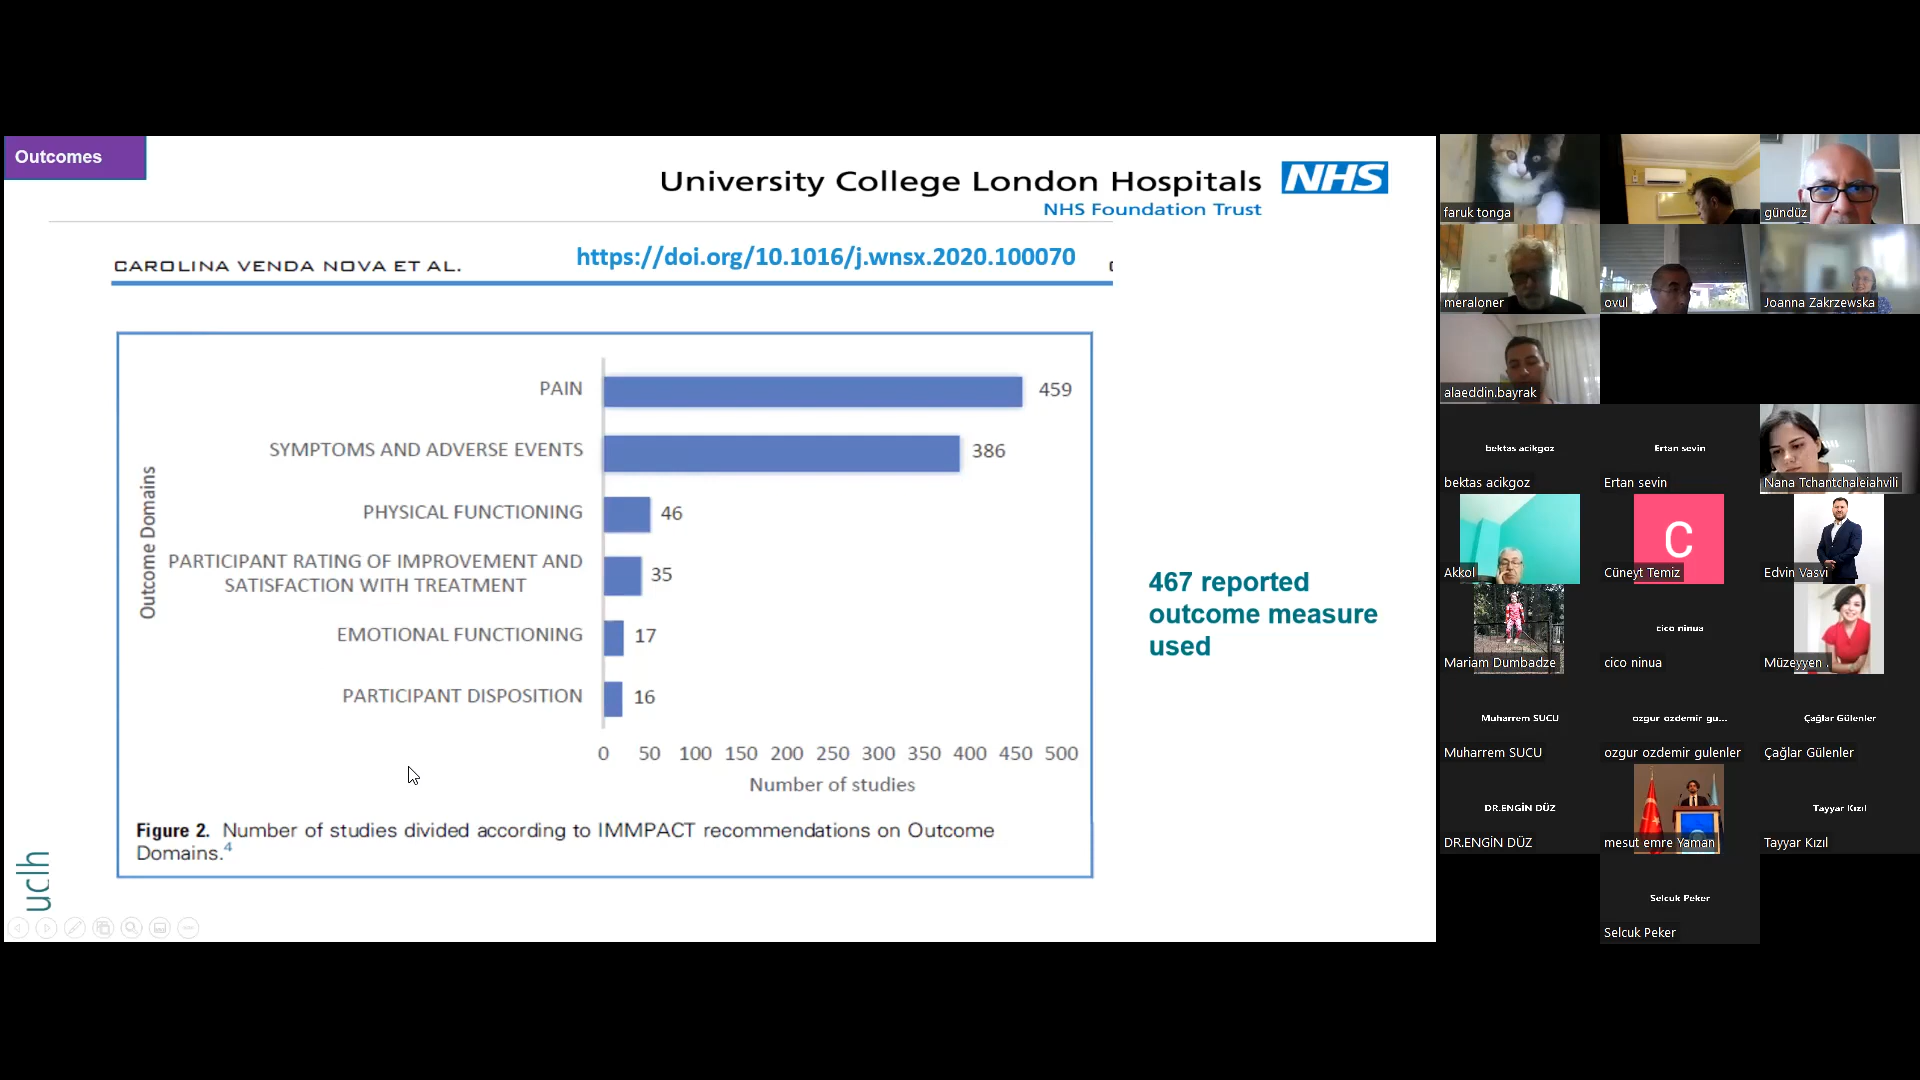 Outcomes
University College London Hospitals
NHS
NHS Foundation Trust
CAROLINA VENDA NOVA ET AL.
https://doi.org/10.1016/j.wnsx.2020.100070
Outcome Domains
PAIN
459
SYMPTOMS AND ADVERSE EVENTS
386
PHYSICAL FUNCTIONING
46
PARTICIPANT RATING OF IMPROVEMENT AND
SATISFACTION WITH TREATMENT
35
EMOTIONAL FUNCTIONING
17
PARTICIPANT DISPOSITION
16
0 50 100 150 200 250 300 350 400 450 500
Number of studies
Figure 2. Number of studies divided according to IMMPACT recommendations on Outcome
Domains.4
467 reported
outcome measure
used
uclh
faruk tonga
gündüz
meraloner
ovul
Joanna Zakrzewska
alaeddin.bayrak
bektas acikgoz
bektas acikgoz
Ertan sevin
Ertan sevin
Nana Tchantchaleiahvili
Akkol
C
Cüneyt Temiz
Edvin Vasvi
Mariam Dumbadze
cico ninua
cico ninua
Müzeyyen .
Muharrem SUCU
Muharrem SUCU
ozgur ozdemir gu...
ozgur ozdemir gulenler
Çağlar Gülenler
Çağlar Gülenler
DR.ENGİN DÜZ
DR.ENGİN DÜZ
mesut emre Yaman
Tayyar Kızıl
Tayyar Kızıl
Selcuk Peker
Selcuk Peker